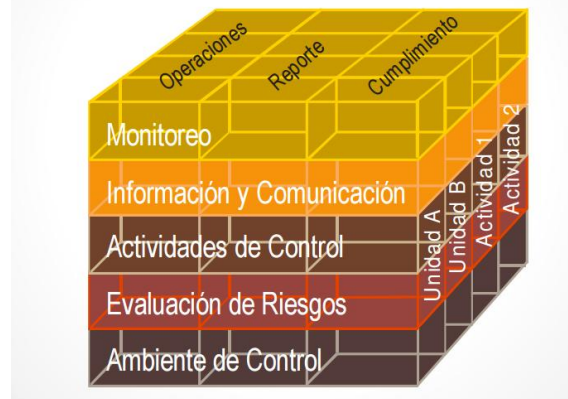 Operaciones
Reporte
Cumplimiento
Monitoreo
Información y Comunicación
Actividades de Control
Evaluación de Riesgos
Ambiente de Control
Unidad A
Unidad B
Actividad 1
Actividad 2